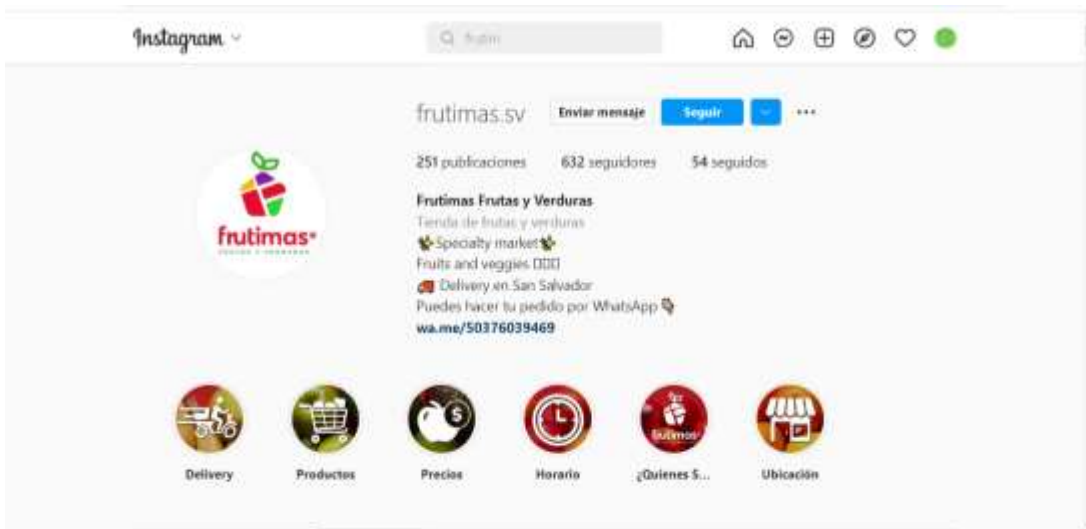 Instagram
frutimas.sv Enviar mensaje Seguir
251 publicaciones 632 seguidores 54 seguidos
Frutimas Frutas y Verduras
Tienda de frutas y verduras
Specialty market
Fruits and veggies
Delivery en San Salvador
Puedes hacer tu pedido por WhatsApp
wa.me/50376039469
frutimas
Delivery Productos Precios Horario ¿Quienes S... Ubicación
frutimas